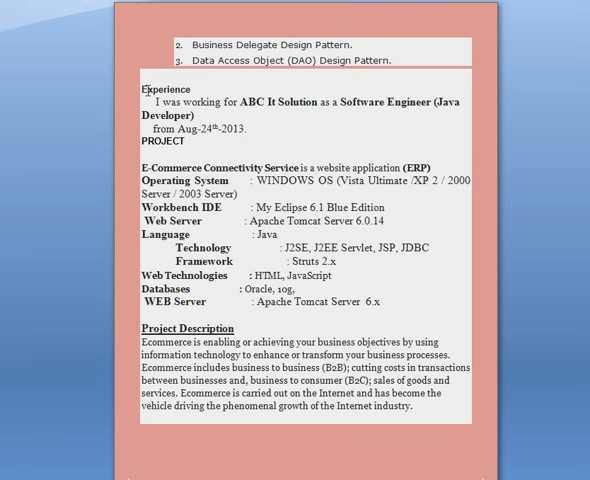 2. Business Delegate Design Pattern.
3. Data Access Object (DAO) Design Pattern.
Experience
I was working for ABC It Solution as a Software Engineer (Java
Developer)
from Aug-24th-2013.
PROJECT
E-Commerce Connectivity Service is a website application (ERP)
Operating System : WINDOWS OS (Vista Ultimate /XP 2 / 2000
Server / 2003 Server)
Workbench IDE : My Eclipse 6.1 Blue Edition
Web Server : Apache Tomcat Server 6.0.14
Language : Java
Technology : J2SE, J2EE Servlet, JSP, JDBC
Framework : Struts 2.x
Web Technologies : HTML, JavaScript
Databases : Oracle, 10g,
WEB Server : Apache Tomcat Server 6.x
Project Description
Ecommerce is enabling or achieving your business objectives by using
information technology to enhance or transform your business processes.
Ecommerce includes business to business (B2B); cutting costs in transactions
between businesses and, business to consumer (B2C); sales of goods and
services. Ecommerce is carried out on the Internet and has become the
vehicle driving the phenomenal growth of the Internet industry.